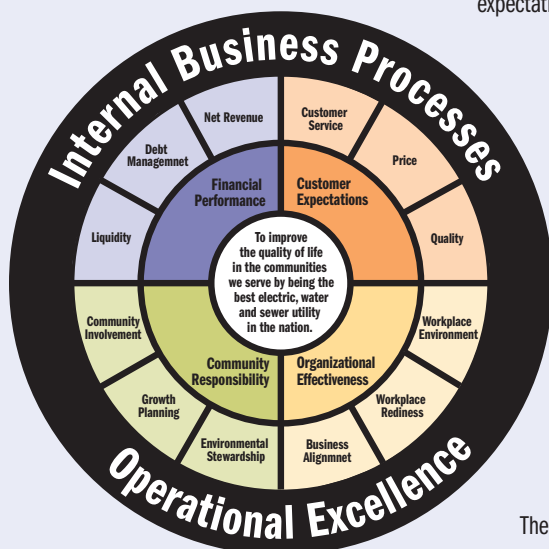 expectati
Internal Business Processes
Net Revenue
Customer
Service
Debt
Managemnet
Price
Financial
Performance
Customer
Expectations
Liquidity
Quality
To improve
the quality of life
in the communities
we serve by being the
best electric, water
and sewer utility
in the nation.
Community
Involvement
Workplace
Environment
Community
Responsibility
Organizational
Effectiveness
Growth
Planning
Workplace
Rediness
Environmental
Stewardship
Business
Alignmnet
Operational Excellence
The